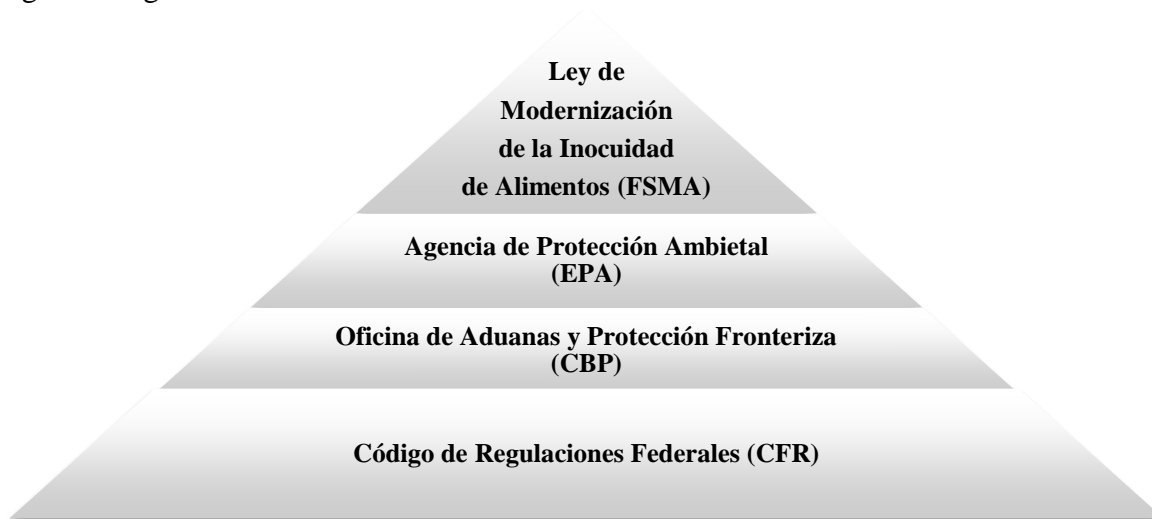 Ley de
Modernización
de la Inocuidad
de Alimentos (FSMA)
Agencia de Protección Ambietal
(EPA)
Oficina de Aduanas y Protección Fronteriza
(CBP)
Código de Regulaciones Federales (CFR)